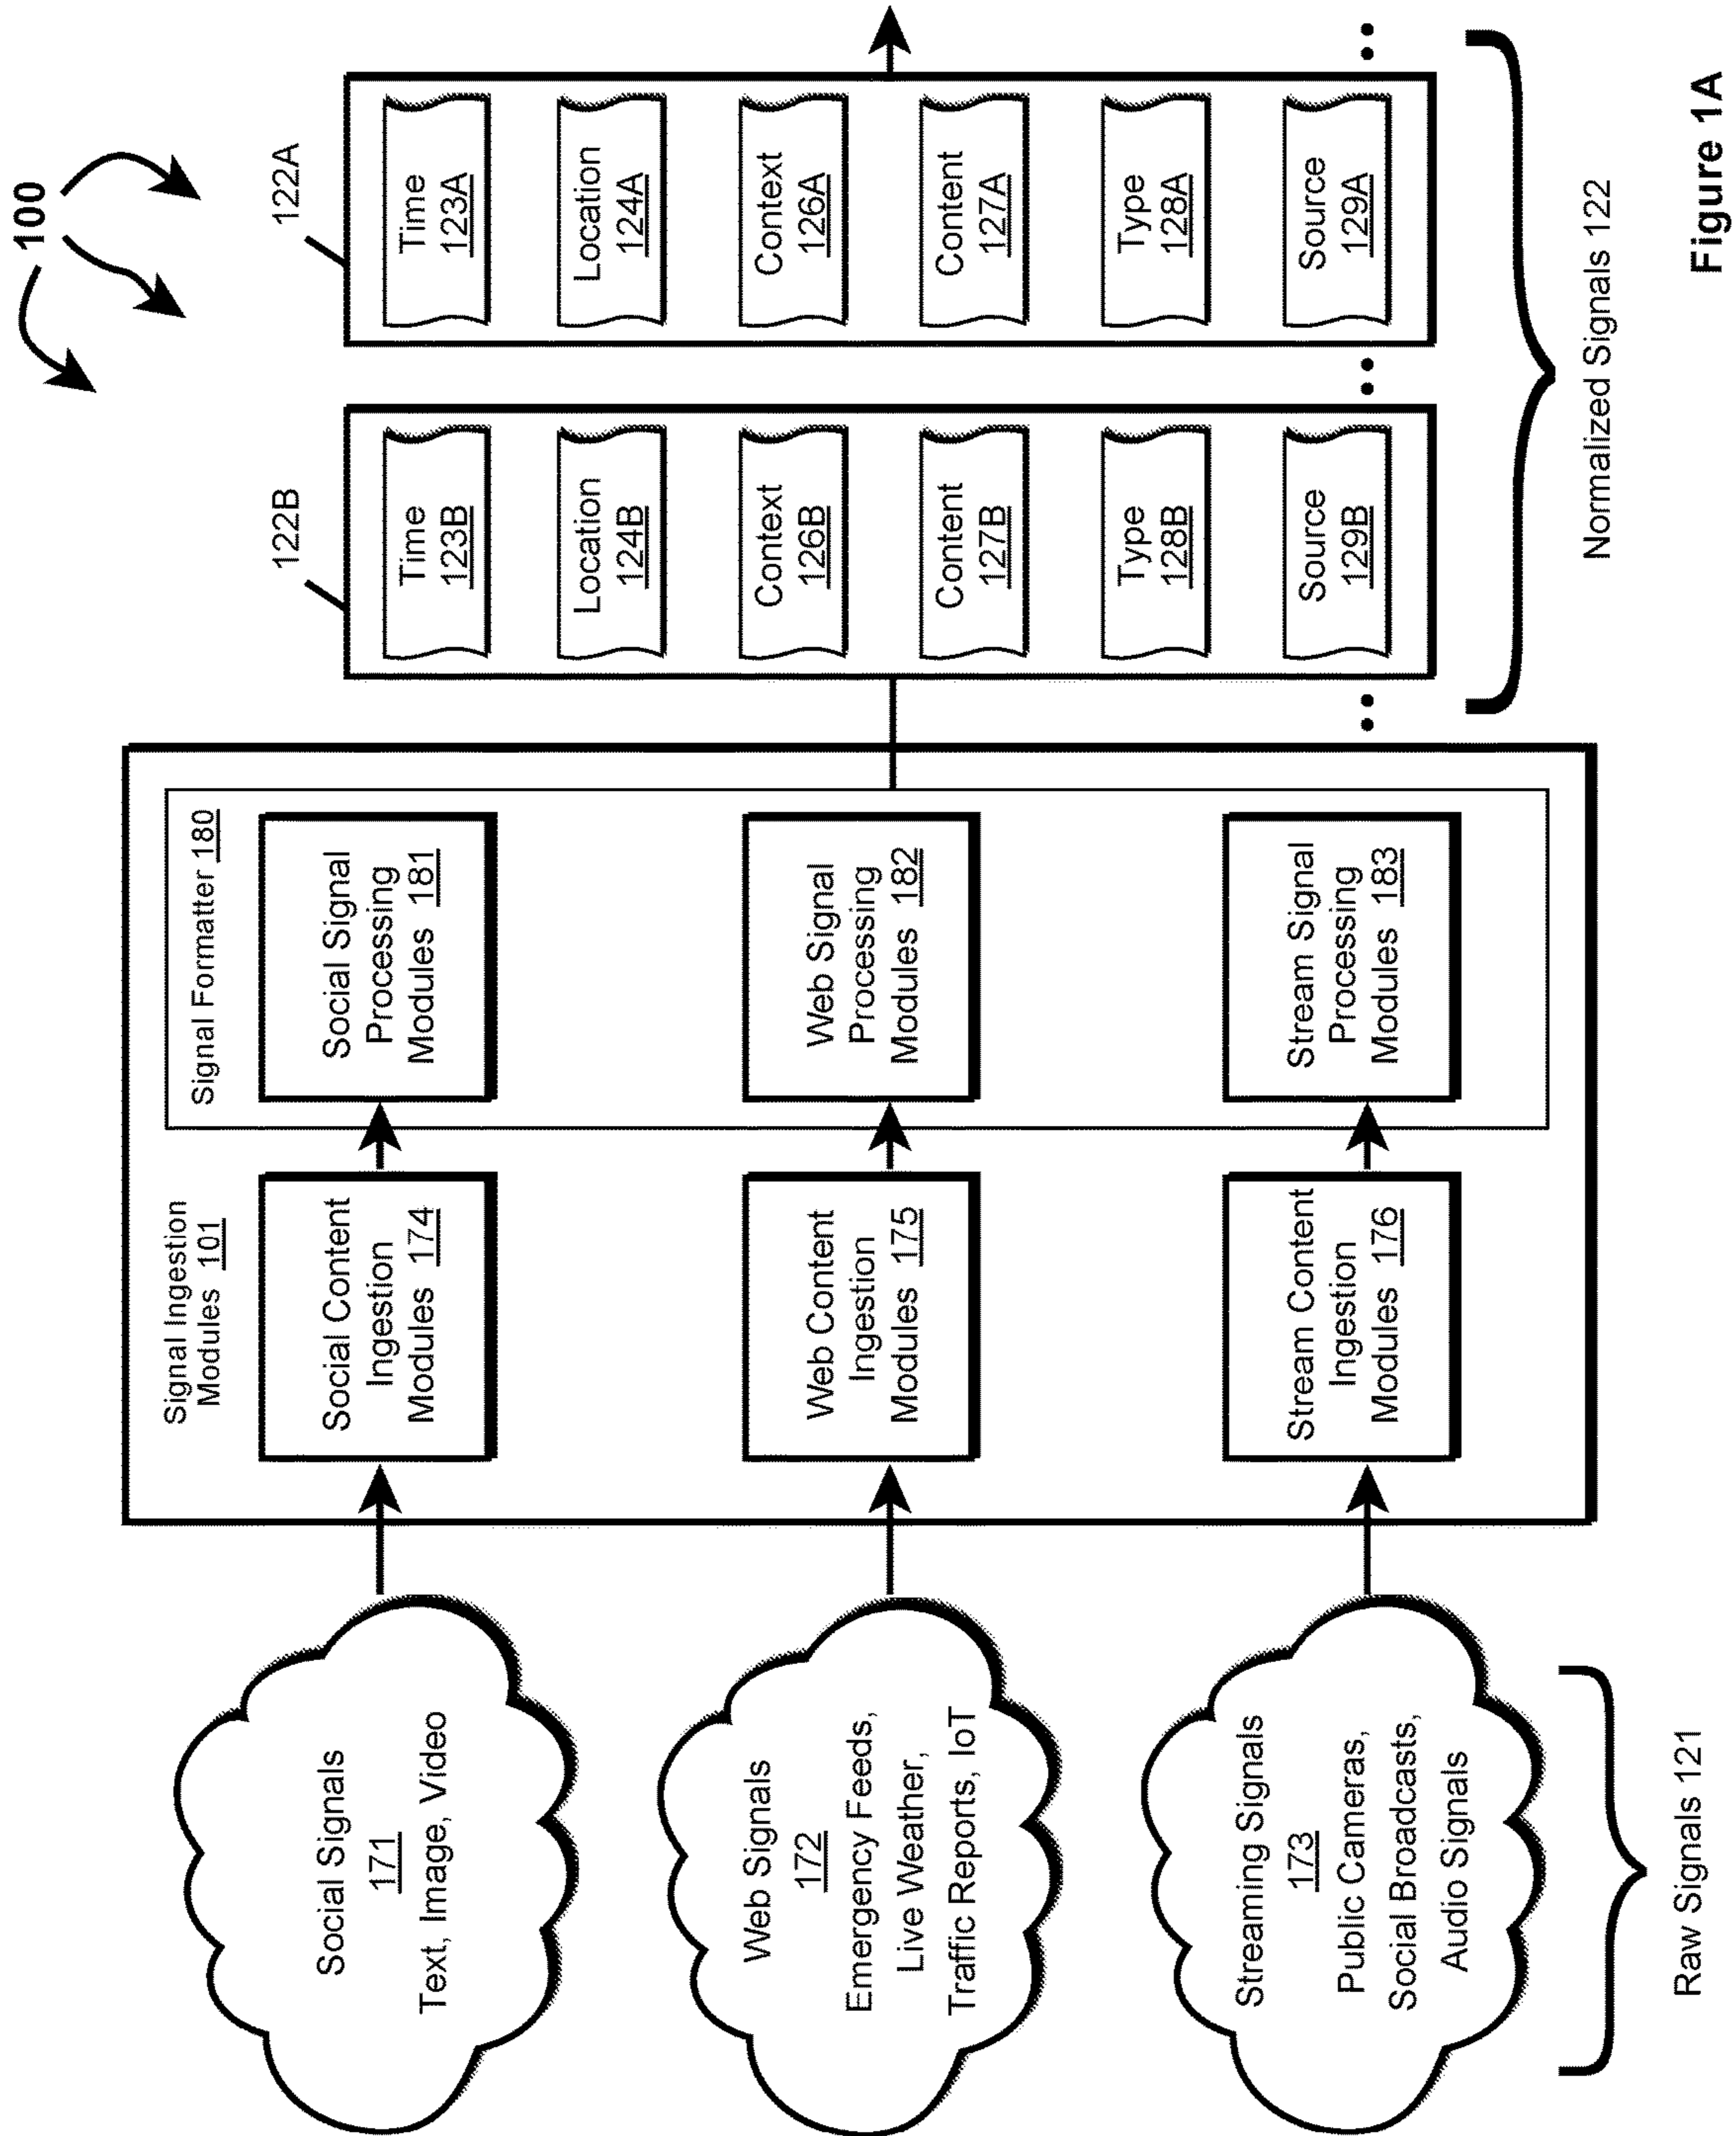 100
Social Signals
171
Text, Image, Video
Web Signals
172
Emergency Feeds,
Live Weather,
Traffic Reports, IoT
Streaming Signals
173
Public Cameras,
Social Broadcasts,
Audio Signals
Raw Signals 121
Signal Ingestion
Modules 101
Social Content
Ingestion
Modules 174
Web Content
Ingestion
Modules 175
Stream Content
Ingestion
Modules 176
Signal Formatter 180
Social Signal
Processing
Modules 181
Web Signal
Processing
Modules 182
Stream Signal
Processing
Modules 183
122B
Time
123B
Location
124B
Context
126B
Content
127B
Type
128B
Source
129B
122A
Time
123A
Location
124A
Context
126A
Content
127A
Type
128A
Source
129A
Normalized Signals 122
Figure 1A